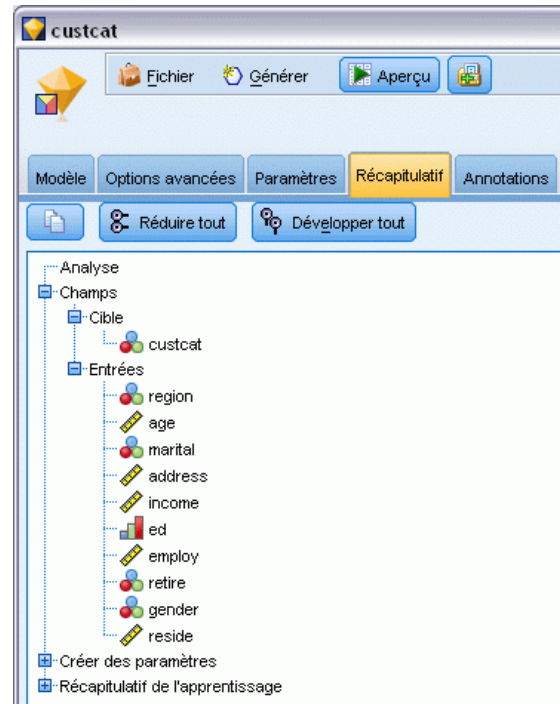 custcat
Fichier Générer Aperçu
Modèle Options avancées Paramètres Récapitulatif Annotations
Réduire tout Développer tout
Analyse
Champs
Cible
custcat
Entrées
region
age
marital
address
income
ed
employ
retire
gender
reside
Créer des paramètres
Récapitulatif de l'apprentissage